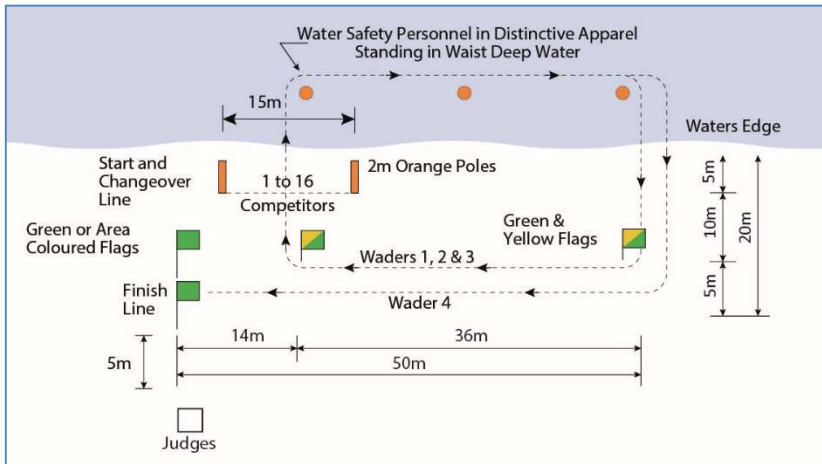 Water Safety Personnel in Distinctive Apparel
Standing in Waist Deep Water
15m
Waters Edge
Start and
Changeover
Line
1 to 16
Competitors
2m Orange Poles
5m
Green or Area
Coloured Flags
Green &
Yellow Flags
10m
20m
Waders 1, 2 & 3
Finish
Line
Wader 4
5m
14m
36m
5m
50m
Judges